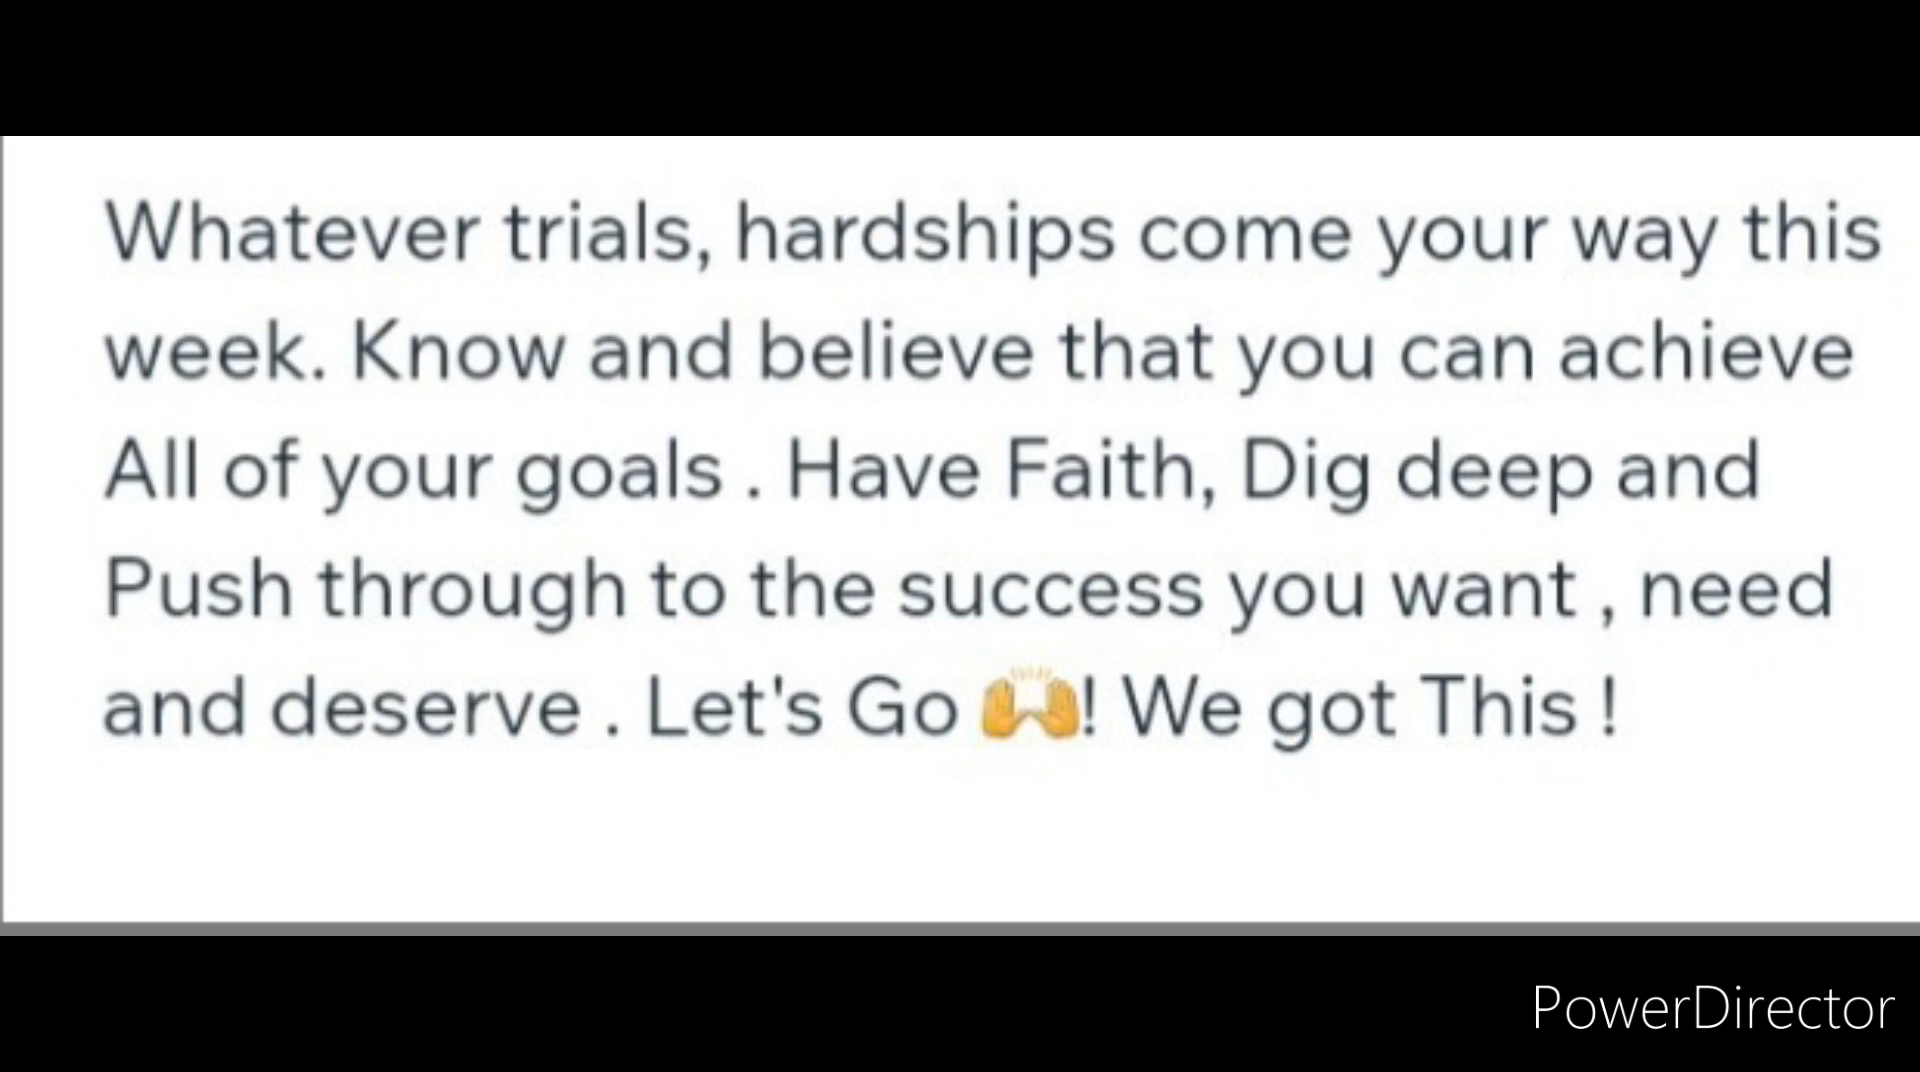 Whatever trials, hardships come your way this
week. Know and believe that you can achieve
All of your goals . Have Faith, Dig deep and
Push through to the success you want , need
and deserve . Let's Go 🙌! We got This !
PowerDirector